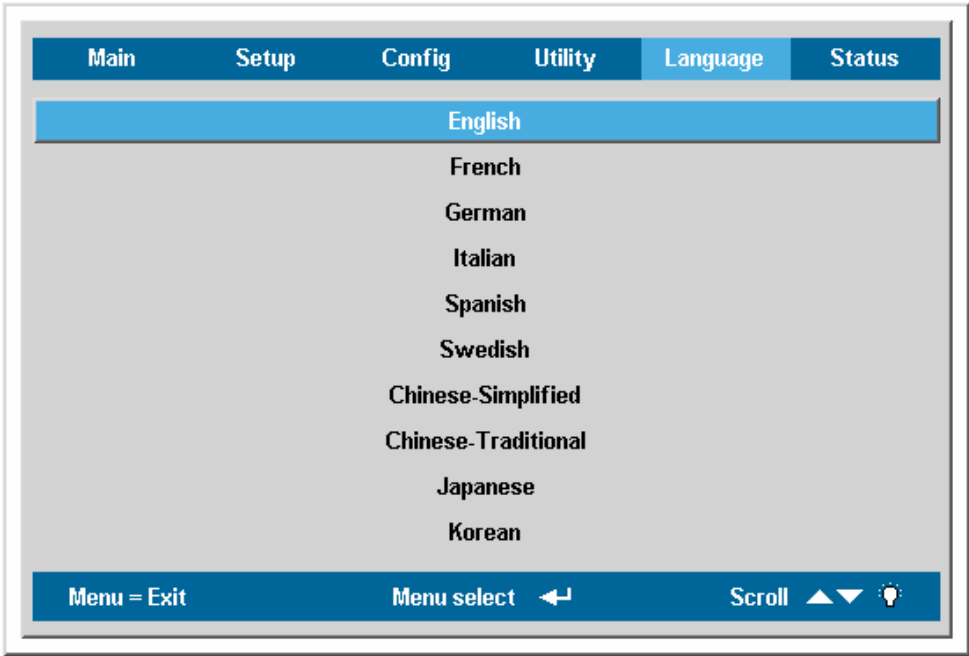 Main Setup Config Utility Language Status
English
French
German
Italian
Spanish
Swedish
Chinese-Simplified
Chinese-Traditional
Japanese
Korean
Menu = Exit Menu select Scroll